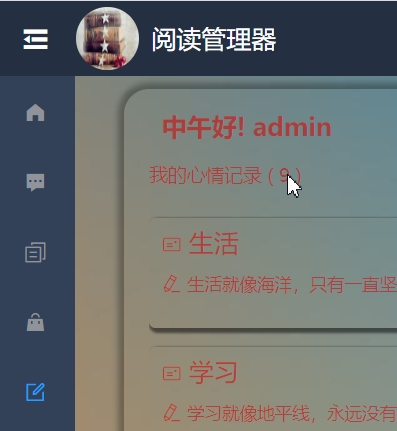 阅读管理器
中午好! admin
我的心情记录 ( 9 )
生活
生活就像海洋，只有一直坚
学习
学习就像地平线，永远没有